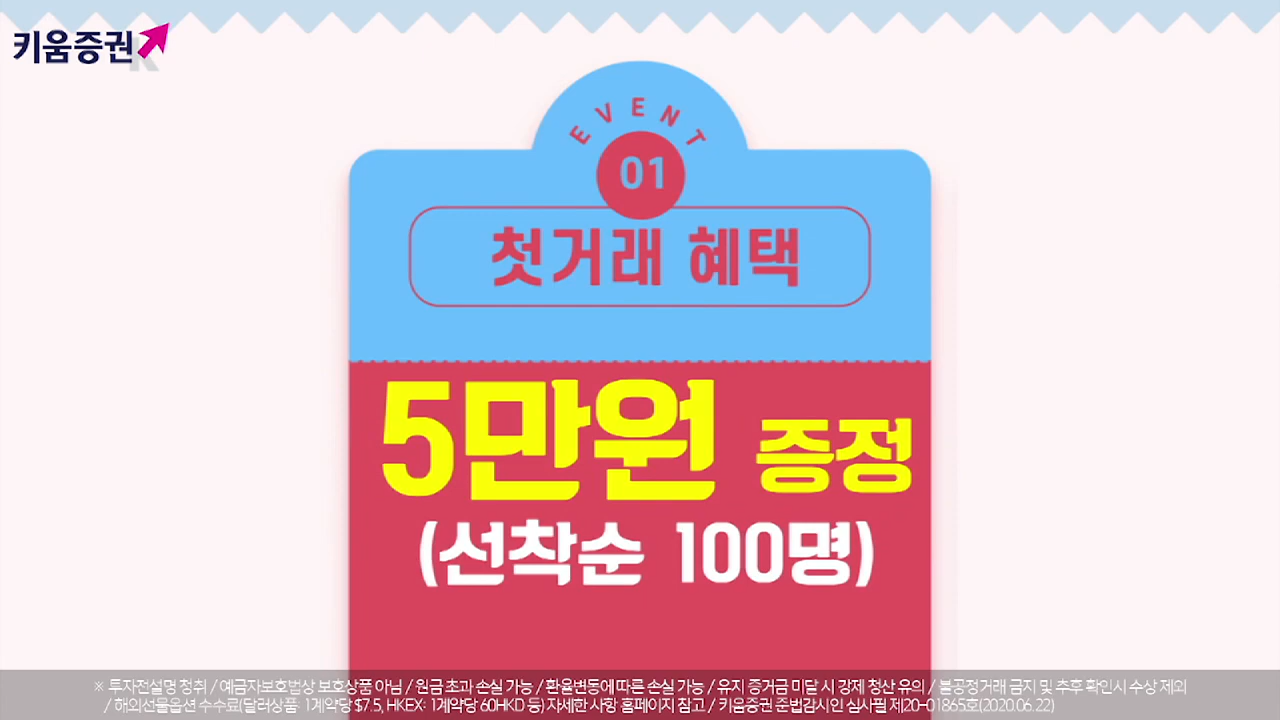 키움증권
EVENT
01
첫거래 혜택
5만원 증정
(선착순 100명)
※ 투자전설명 청취 / 예금자보호법상 보호상품 아님 / 원금 초과 손실 가능 / 환율변동에 따른 손실 가능 / 유지 증거금 미달 시 강제 청산 유의 / 불공정거래 금지 및 추후 확인시 수상 제외
/ 해외선물옵션 수수료(달러상품: 1계약당 $7.5, HKEX: 1계약당 60HKD 등) 자세한 사항 홈페이지 참고 / 키움증권 준법감시인 심사필 제20-01865호(2020.06.22)